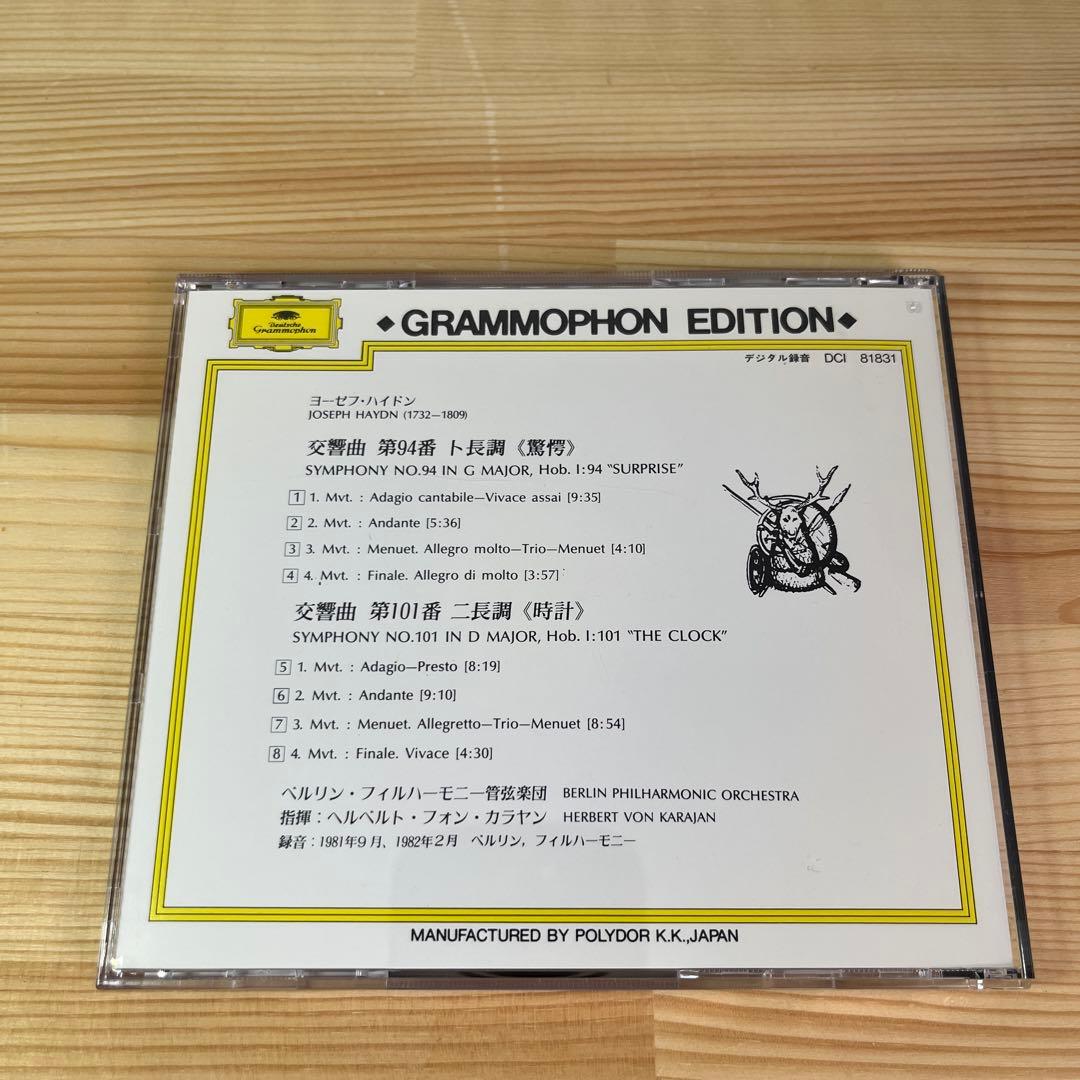 Deutsche
Grammophon
◆GRAMMOPHON EDITION◆
デジタル録音 DCI 81831
ヨーゼフ・ハイドン
JOSEPH HAYDN (1732—1809)
交響曲 第94番 ト長調《驚愕》
SYMPHONY NO.94 IN G MAJOR, Hob. I:94 “SURPRISE”
1 1. Mvt. : Adagio cantabile—Vivace assai [9:35]
2 2. Mvt. : Andante [5:36]
3 3. Mvt. : Menuet. Allegro molto—Trio—Menuet [4:10]
4 4. Mvt. : Finale. Allegro di molto [3:57]
交響曲 第101番 ニ長調《時計》
SYMPHONY NO.101 IN D MAJOR, Hob. I:101 “THE CLOCK”
5 1. Mvt. : Adagio—Presto [8:19]
6 2. Mvt. : Andante [9:10]
7 3. Mvt. : Menuet. Allegretto—Trio—Menuet [8:54]
8 4. Mvt. : Finale. Vivace [4:30]
ベルリン・フィルハーモニー管弦楽団 BERLIN PHILHARMONIC ORCHESTRA
指揮：ヘルベルト・フォン・カラヤン HERBERT VON KARAJAN
録音：1981年9月、1982年2月 ベルリン，フィルハーモニー
MANUFACTURED BY POLYDOR K.K.,JAPAN